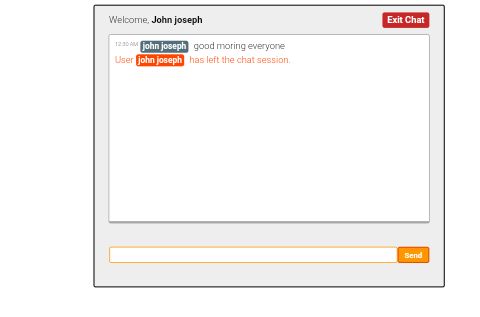 Welcome, John joseph
Exit Chat
12:30 AM john joseph good moring everyone
User john joseph has left the chat session.
Send